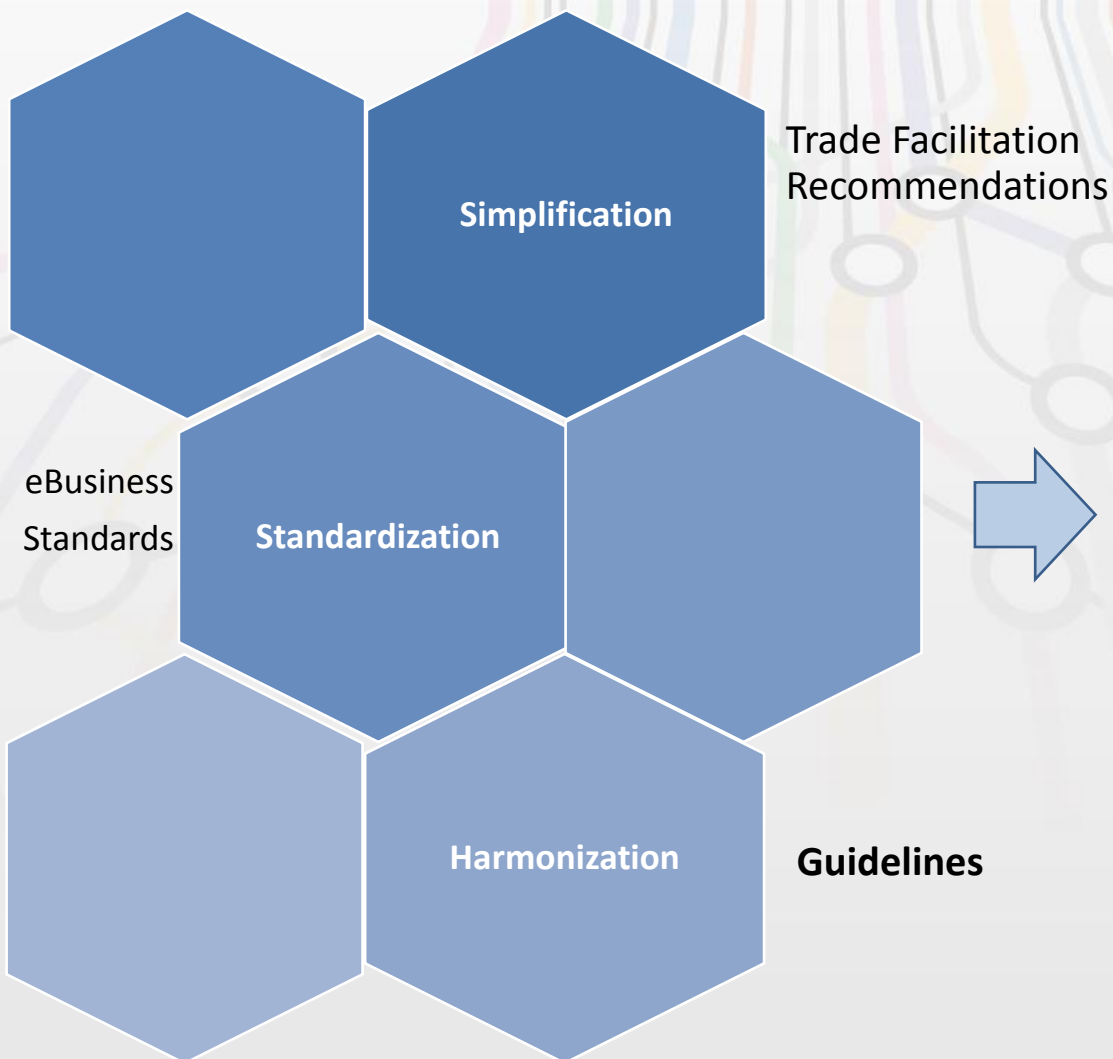 Trade Facilitation
Recommendations
Simplification
eBusiness
Standards
Standardization
Harmonization
Guidelines